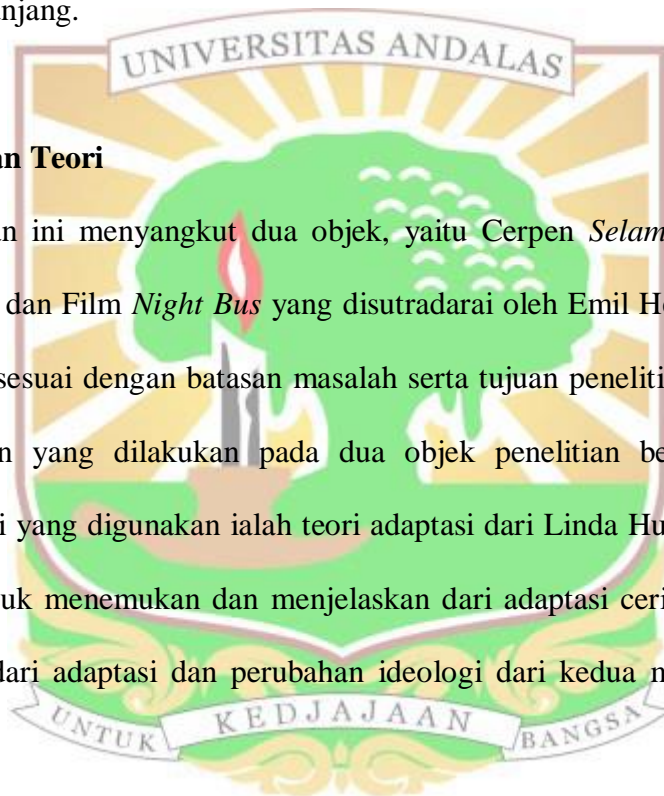 njang.
UNIVERSITAS ANDALAS
an Teori
n ini menyangkut dua objek, yaitu Cerpen Selam
dan Film Night Bus yang disutradarai oleh Emil He
sesuai dengan batasan masalah serta tujuan peneliti
n yang dilakukan pada dua objek penelitian be
i yang digunakan ialah teori adaptasi dari Linda Hu
uk menemukan dan menjelaskan dari adaptasi ceri
dari adaptasi dan perubahan ideologi dari kedua m
UNTUK KEDJAJAAN BANGSA